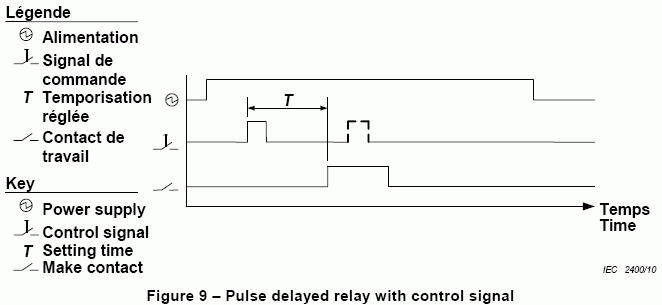 Légende
Alimentation
Signal de
commande
T Temporisation
réglée
Contact de
travail
Key
Power supply
Control signal
T Setting time
Make contact
T
Temps
Time
IEC 2400/10
Figure 9 – Pulse delayed relay with control signal